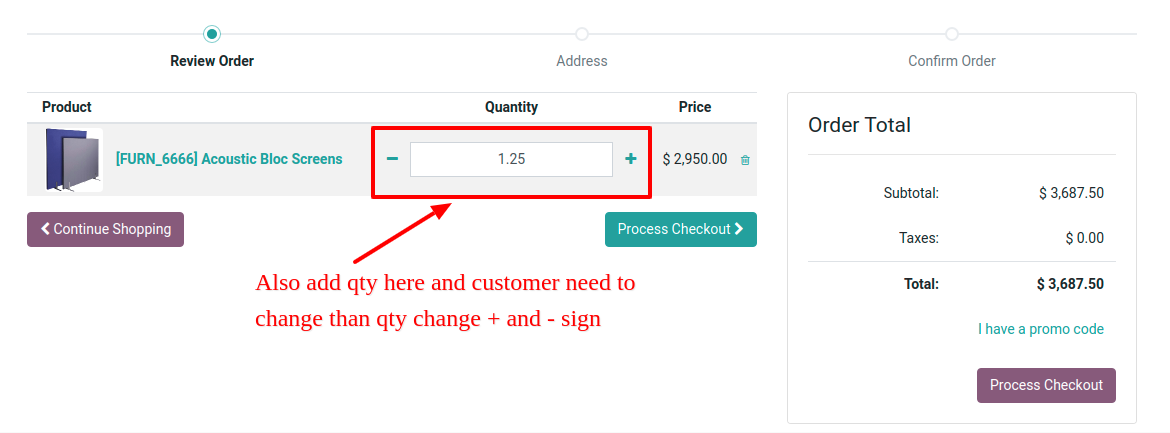 Review Order
Address
Confirm Order
Product
Quantity
Price
[FURN_6666] Acoustic Bloc Screens
− 1.25 + $ 2,950.00
Continue Shopping
Process Checkout
Also add qty here and customer need to
change than qty change + and - sign
Order Total
Subtotal: $ 3,687.50
Taxes: $ 0.00
Total: $ 3,687.50
I have a promo code
Process Checkout